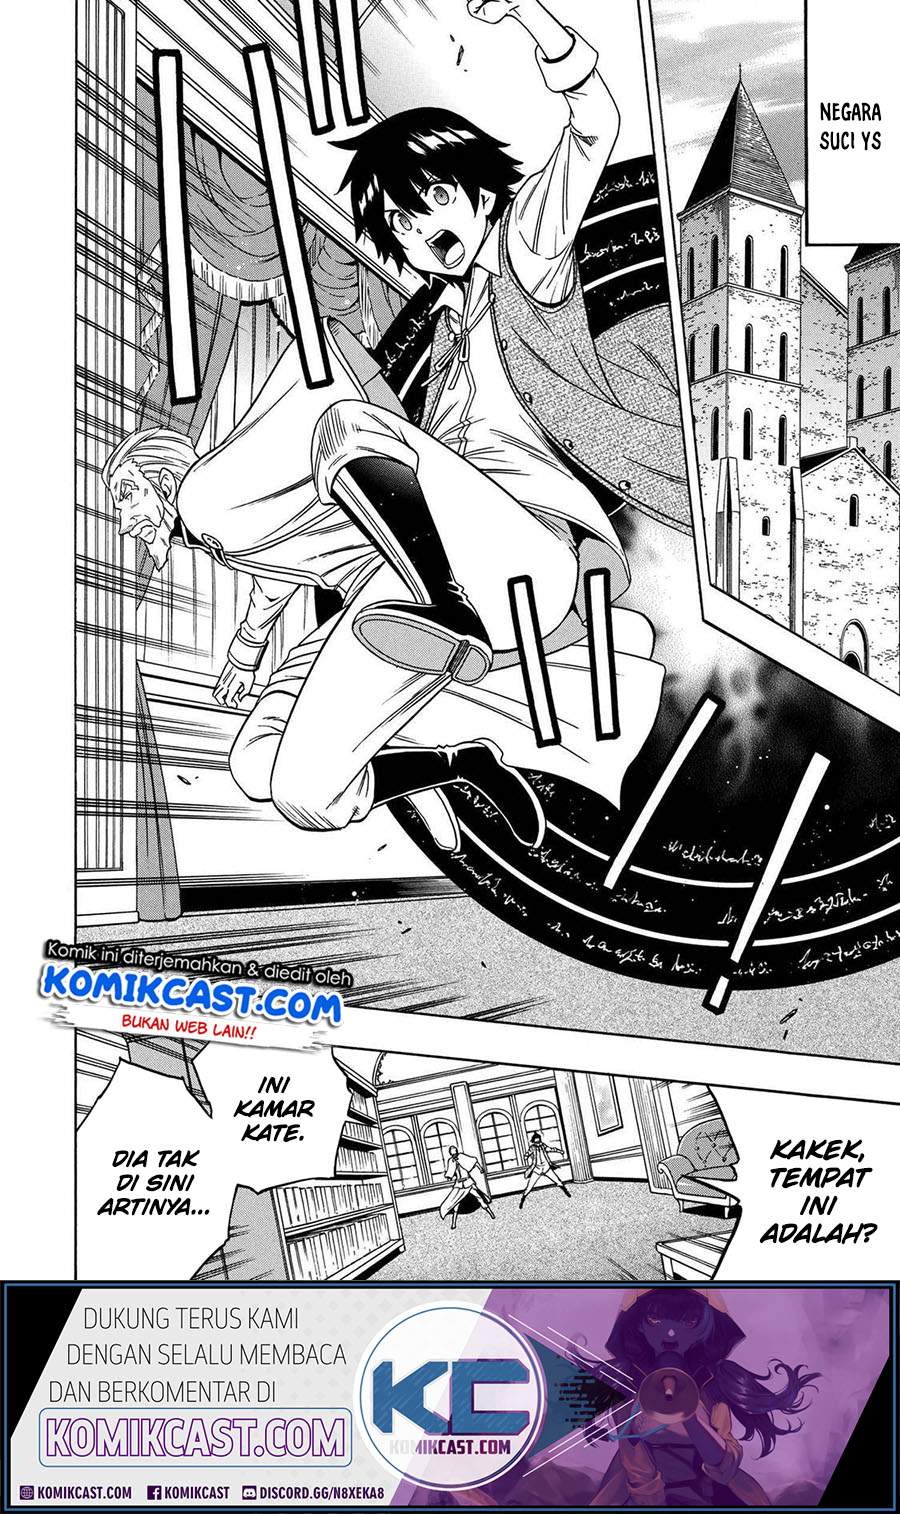 NEGARA
SUCI YS
Komik ini diterjemahkan & diedit oleh
KOMIKCAST.COM
BUKAN WEB LAIN!!
KAKEK,
TEMPAT
INI
ADALAH?
INI
KAMAR
KATE.
DIA TAK
DI SINI
ARTINYA...
DUKUNG TERUS KAMI
DENGAN SELALU MEMBACA
DAN BERKOMENTAR DI
KOMIKCAST.COM
KC
KOMIKCAST.COM
KOMIKCAST.COM
KOMIKCAST
DISCORD.GG/N8XEKA8